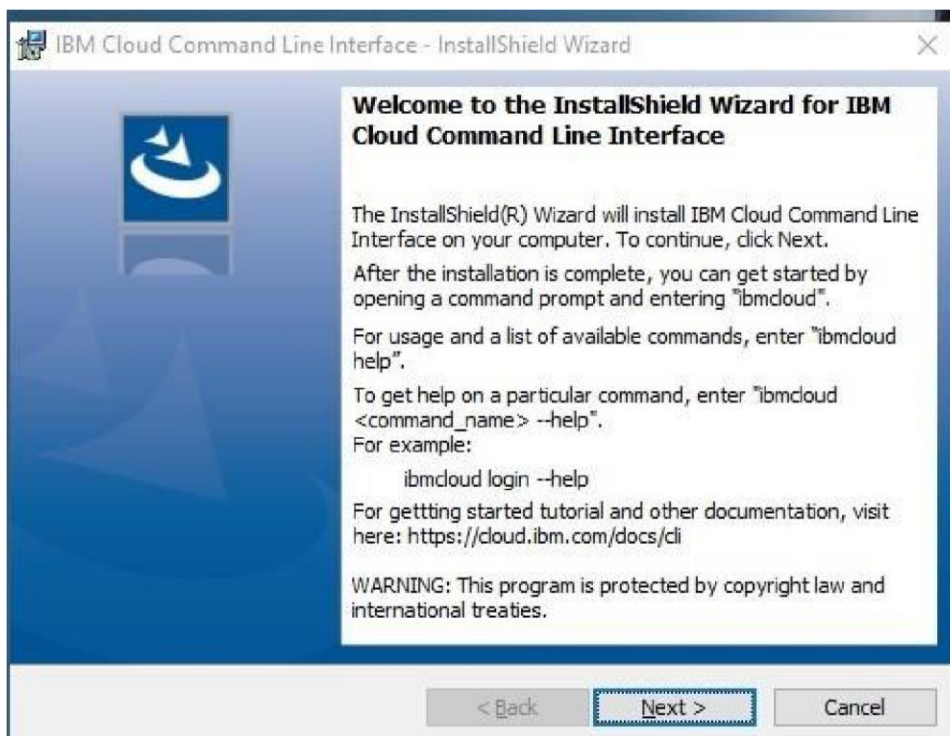 IBM Cloud Command Line Interface - InstallShield Wizard
Welcome to the InstallShield Wizard for IBM
Cloud Command Line Interface
The InstallShield(R) Wizard will install IBM Cloud Command Line
Interface on your computer. To continue, click Next.
After the installation is complete, you can get started by
opening a command prompt and entering "ibmcloud".
For usage and a list of available commands, enter "ibmcloud
help".
To get help on a particular command, enter "ibmcloud
<command_name> --help".
For example:
ibmcloud login --help
For gettting started tutorial and other documentation, visit
here: https://cloud.ibm.com/docs/cli
WARNING: This program is protected by copyright law and
international treaties.
< Back Next > Cancel